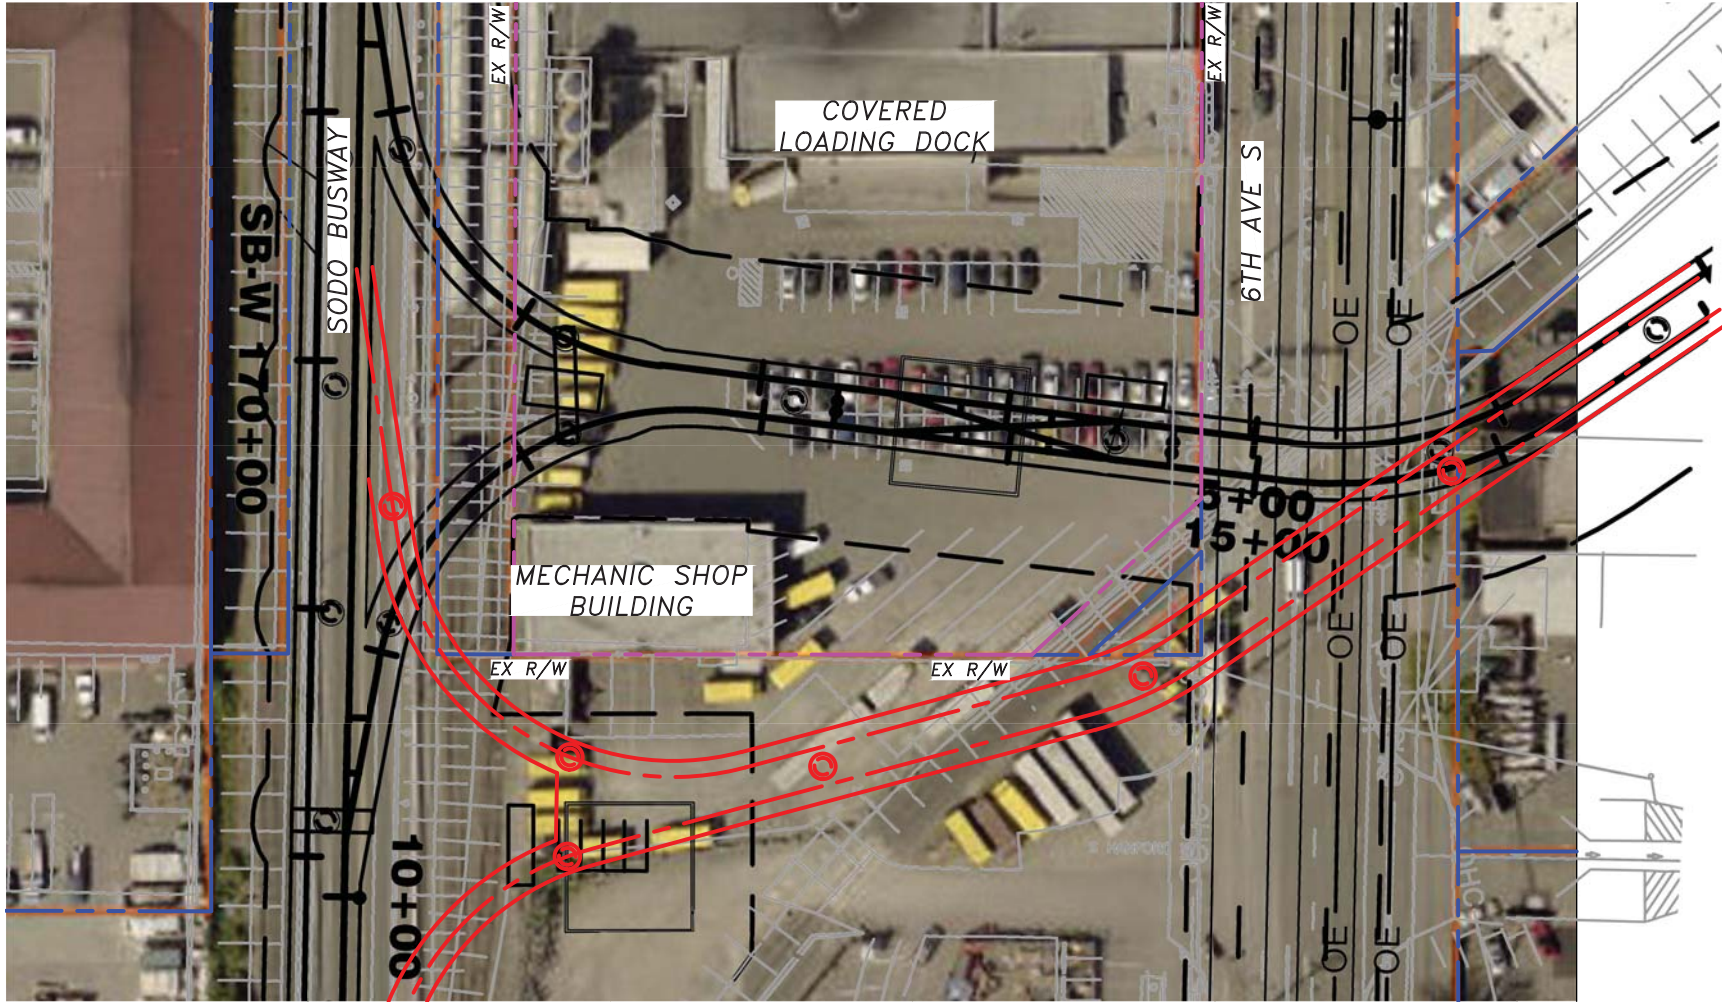 EX R/W
EX R/W
COVERED
LOADING DOCK
SODO BUSWAY
6TH AVE S
SB-W 170+00
OE
OE
5+00
15+00
MECHANIC SHOP
BUILDING
OE
OE
EX R/W
EX R/W
10+00
OE
OE